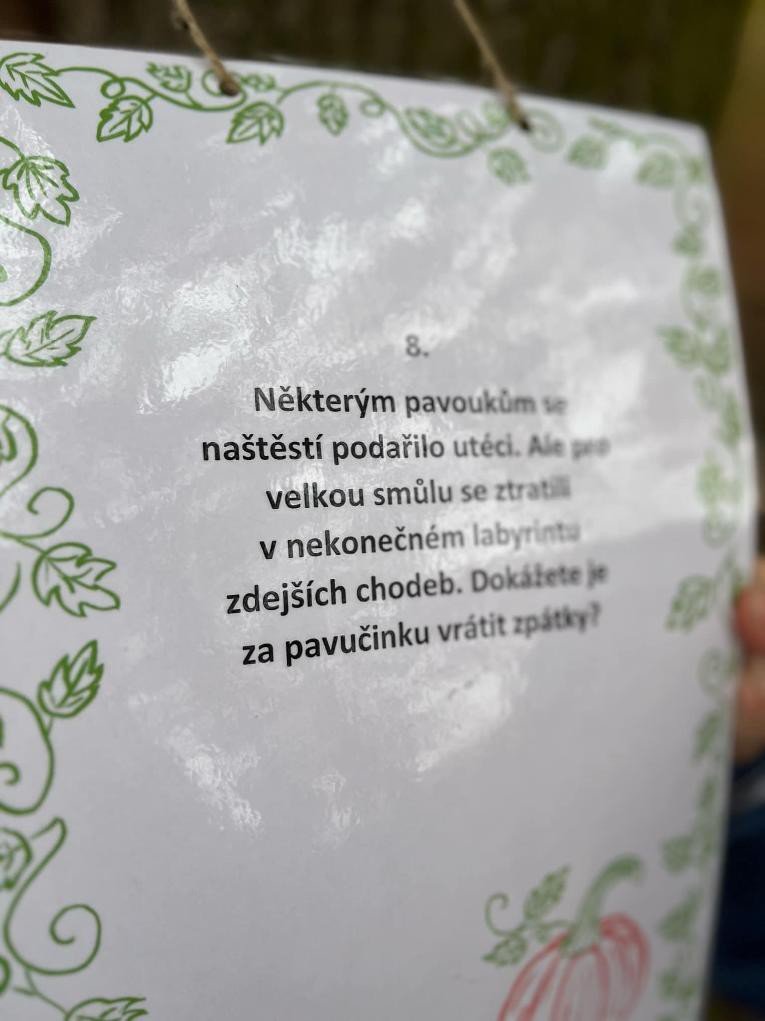 8.
Některým pavoukům se
naštěstí podařilo utéci. Ale pro
velkou smůlu se ztratili
v nekonečném labyrintu
zdejších chodeb. Dokážete je
za pavučinku vrátit zpátky?